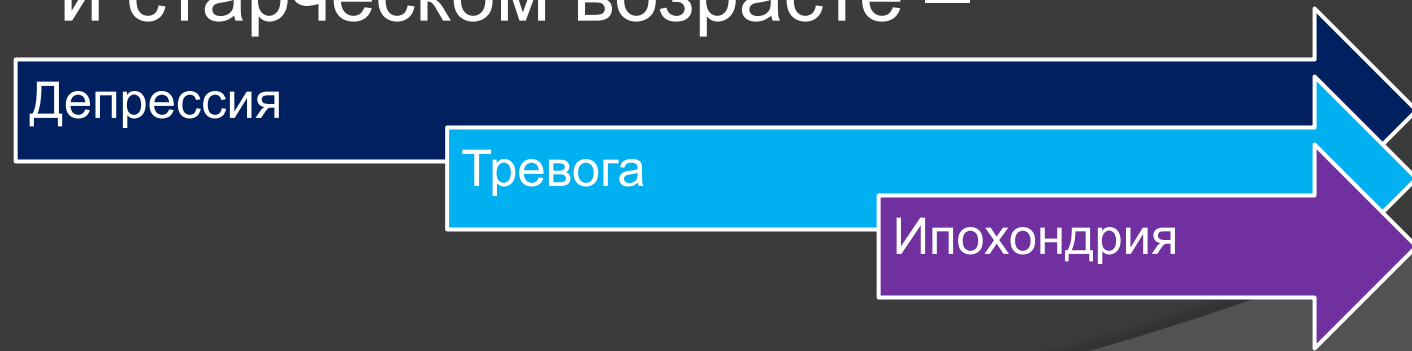 и старческом возрасте –
Депрессия
Тревога
Ипохондрия